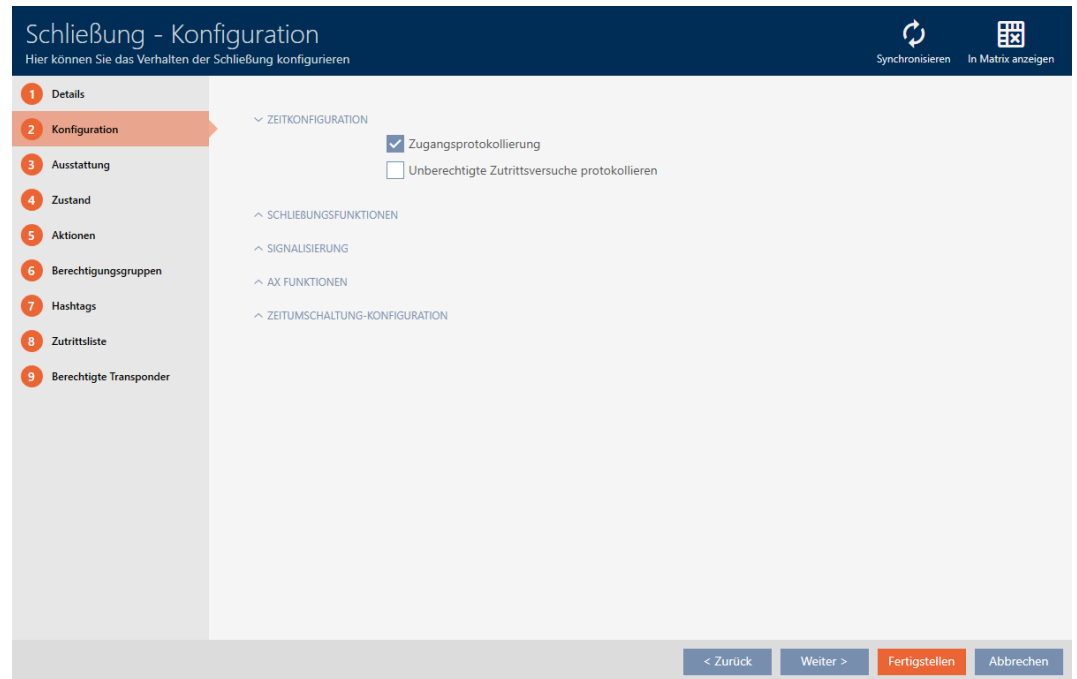 Schließung - Konfiguration
Hier können Sie das Verhalten der Schließung konfigurieren
Synchronisieren
In Matrix anzeigen
1 Details
2 Konfiguration
3 Ausstattung
4 Zustand
5 Aktionen
6 Berechtigungsgruppen
7 Hashtags
8 Zutrittsliste
9 Berechtigte Transponder
ZEITKONFIGURATION
Zugangsprotokollierung
Unberechtigte Zutrittsversuche protokollieren
SCHLIEßUNGSFUNKTIONEN
SIGNALISIERUNG
AX FUNKTIONEN
ZEITUMSCHALTUNG-KONFIGURATION
< Zurück
Weiter >
Fertigstellen
Abbrechen